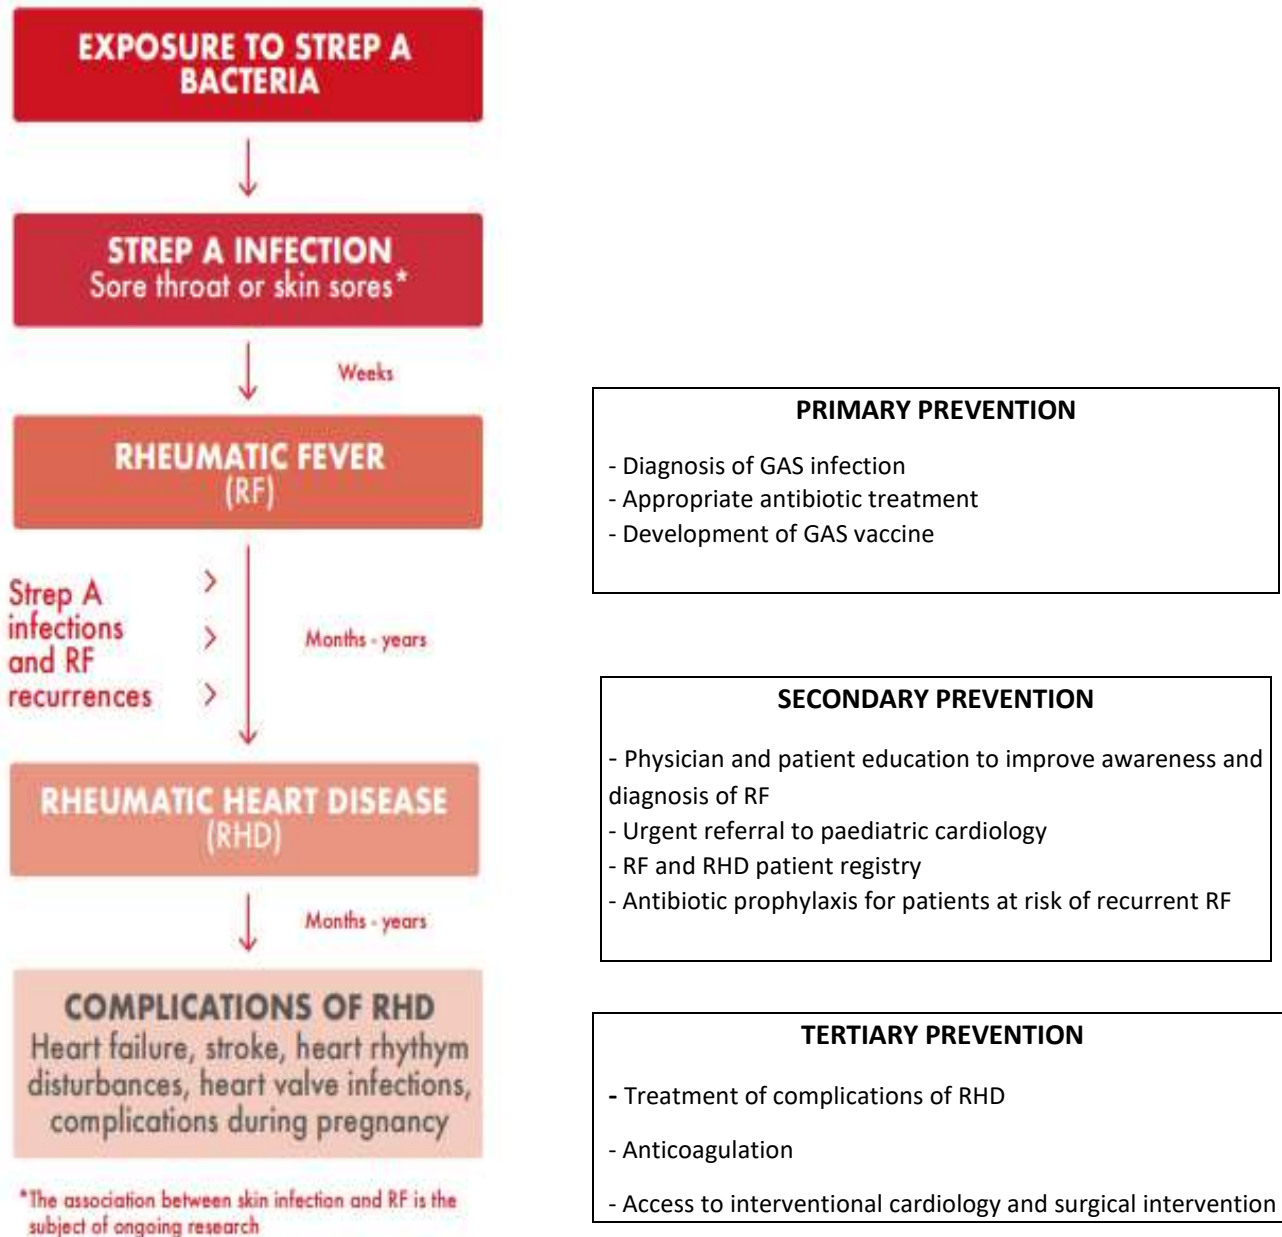 EXPOSURE TO STREP A
BACTERIA
STREP A INFECTION
Sore throat or skin sores*
Weeks
RHEUMATIC FEVER
(RF)
Strep A
infections
and RF
recurrences
Months - years
RHEUMATIC HEART DISEASE
(RHD)
Months - years
COMPLICATIONS OF RHD
Heart failure, stroke, heart rhythym
disturbances, heart valve infections,
complications during pregnancy
*The association between skin infection and RF is the
subject of ongoing research
PRIMARY PREVENTION
- Diagnosis of GAS infection
- Appropriate antibiotic treatment
- Development of GAS vaccine
SECONDARY PREVENTION
- Physician and patient education to improve awareness and
diagnosis of RF
- Urgent referral to paediatric cardiology
- RF and RHD patient registry
- Antibiotic prophylaxis for patients at risk of recurrent RF
TERTIARY PREVENTION
- Treatment of complications of RHD
- Anticoagulation
- Access to interventional cardiology and surgical intervention